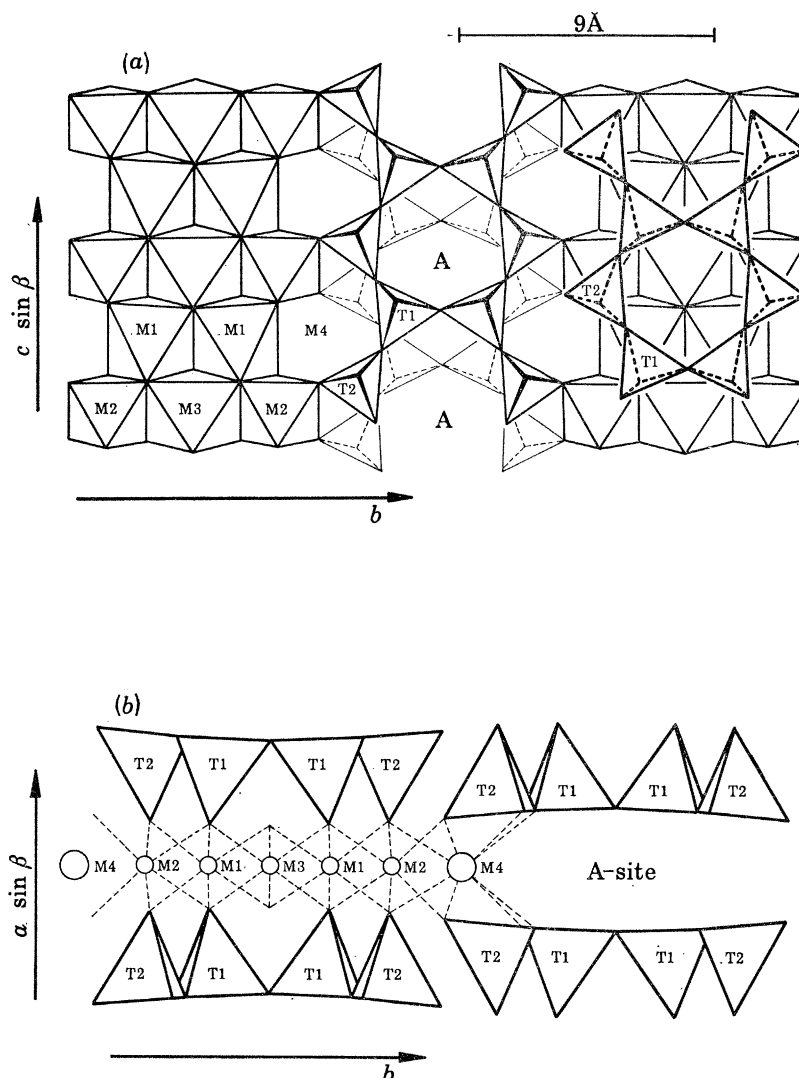 9Å
(a)
c sin β
A
M1 M1 M4 T1 T2 T1
M2 M3 M2 T2 A
b
(b)
T2 T1 T1 T2 T2 T1 T1 T2
a sin β
M4 M2 M1 M3 M1 M2 M4 A-site
T2 T1 T1 T2 T2 T1 T1 T2
b